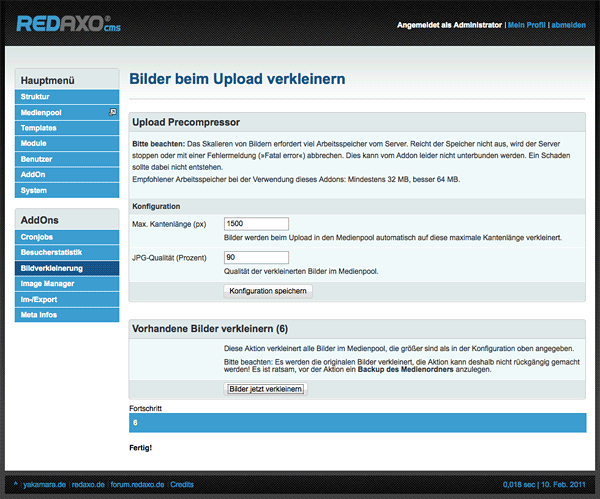 REDAXO® cms
Angemeldet als Administrator | Mein Profil | abmelden
Hauptmenü
Struktur
Medienpool
Templates
Module
Benutzer
AddOn
System
AddOns
Cronjobs
Besucherstatistik
Bildverkleinerung
Image Manager
Im-/Export
Meta Infos
Bilder beim Upload verkleinern
Upload Precompressor
Bitte beachten: Das Skalieren von Bildern erfordert viel Arbeitsspeicher vom Server. Reicht der Speicher nicht aus, wird der Server
stoppen oder mit einer Fehlermeldung (»Fatal error«) abbrechen. Dies kann vom Addon leider nicht unterbunden werden. Ein Schaden
sollte dabei nicht entstehen.
Empfohlener Arbeitsspeicher bei der Verwendung dieses Addons: Mindestens 32 MB, besser 64 MB.
Konfiguration
Max. Kantenlänge (px) 1500
Bilder werden beim Upload in den Medienpool automatisch auf diese maximale Kantenlänge verkleinert.
JPG-Qualität (Prozent) 90
Qualität der verkleinerten Bilder im Medienpool.
Konfiguration speichern
Vorhandene Bilder verkleinern (6)
Diese Aktion verkleinert alle Bilder im Medienpool, die größer sind als in der Konfiguration oben angegeben.
Bitte beachten: Es werden die originalen Bilder verkleinert, die Aktion kann deshalb nicht rückgängig gemacht
werden! Es ist ratsam, vor der Aktion ein Backup des Medienordners anzulegen.
Bilder jetzt verkleinern
Fortschritt
6
Fertig!
^ | yakamara.de | redaxo.de | forum.redaxo.de | Credits
0,018 sec | 10. Feb. 2011